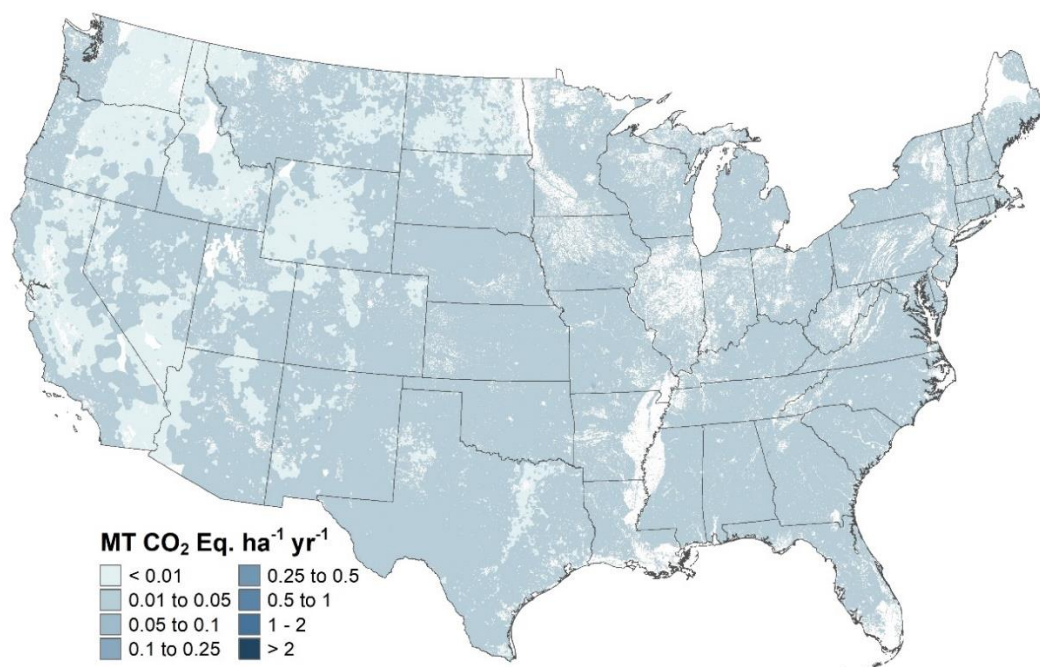 MT CO₂ Eq. ha⁻¹ yr⁻¹
< 0.01
0.01 to 0.05
0.05 to 0.1
0.1 to 0.25
0.25 to 0.5
0.5 to 1
1 - 2
> 2